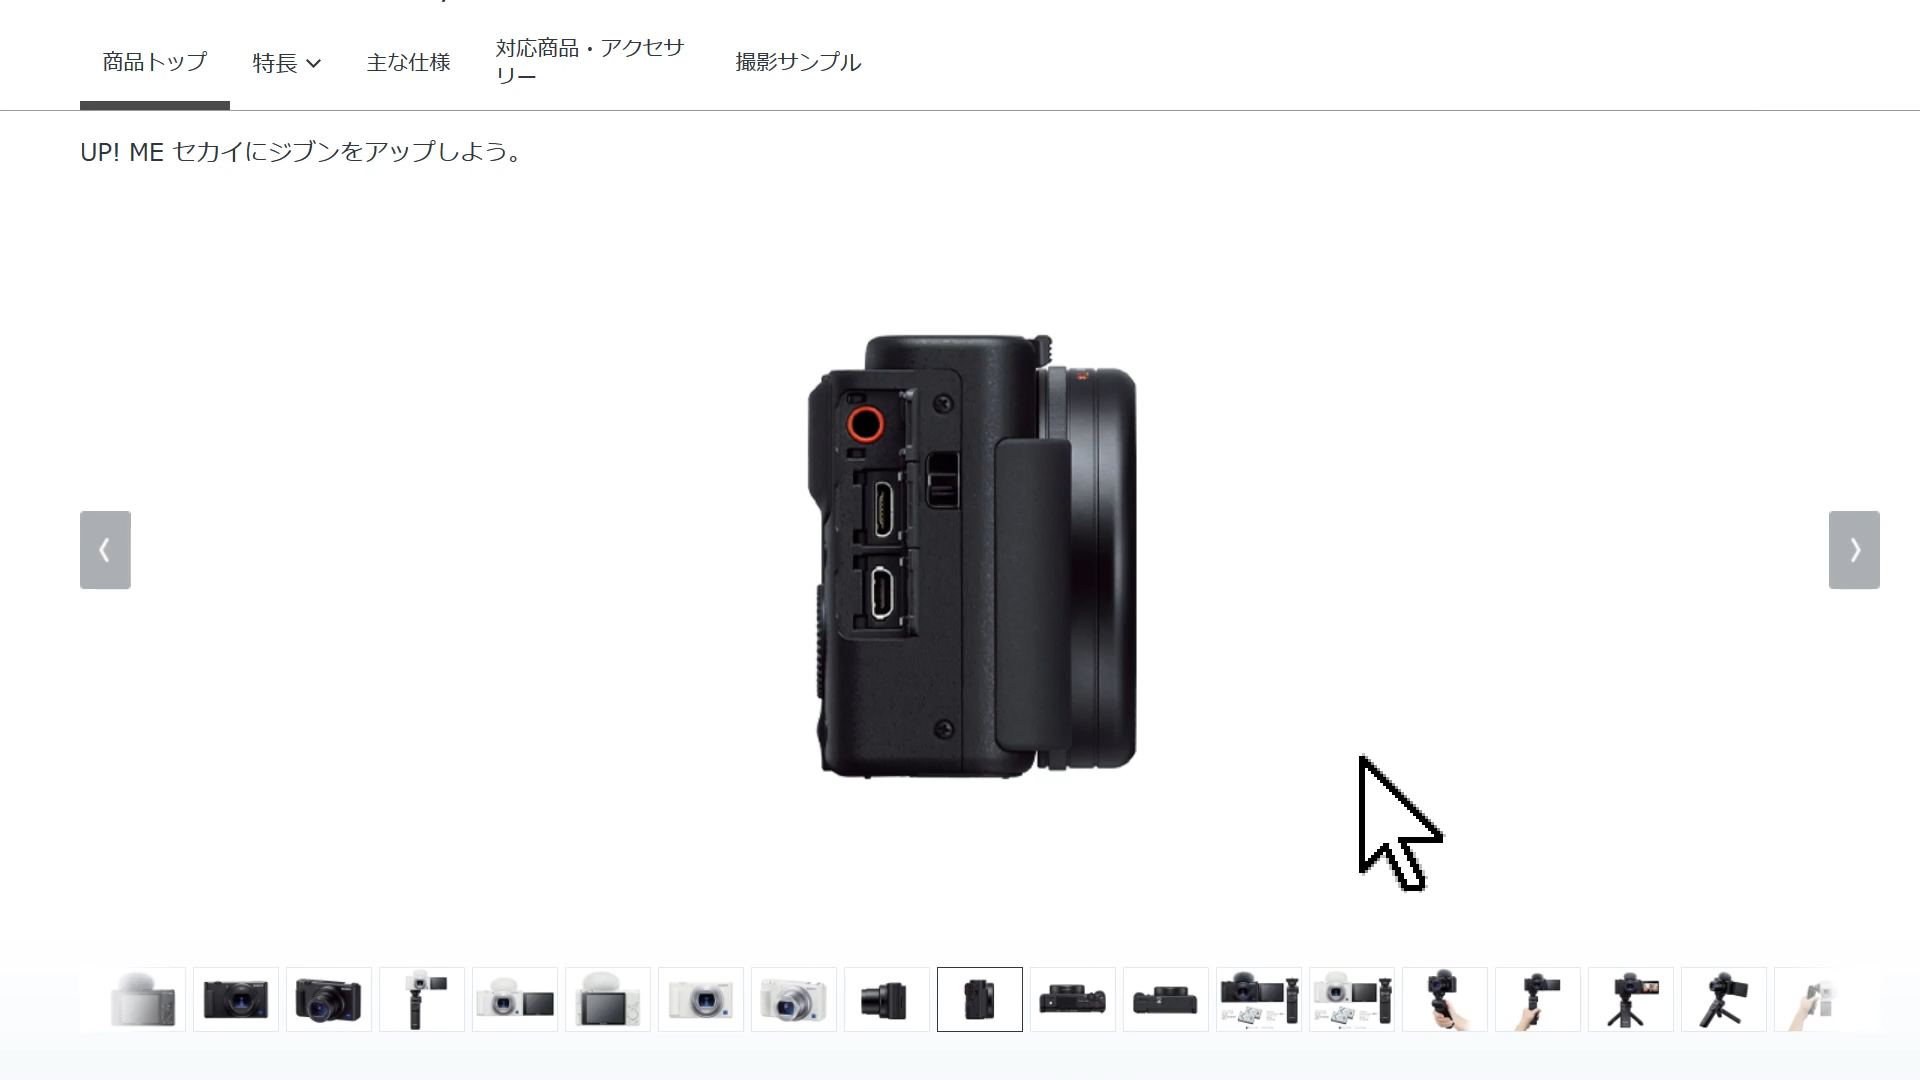 商品トップ
特長
主な仕様
対応商品・アクセサ
リー
撮影サンプル
UP! ME セカイにジブンをアップしよう。